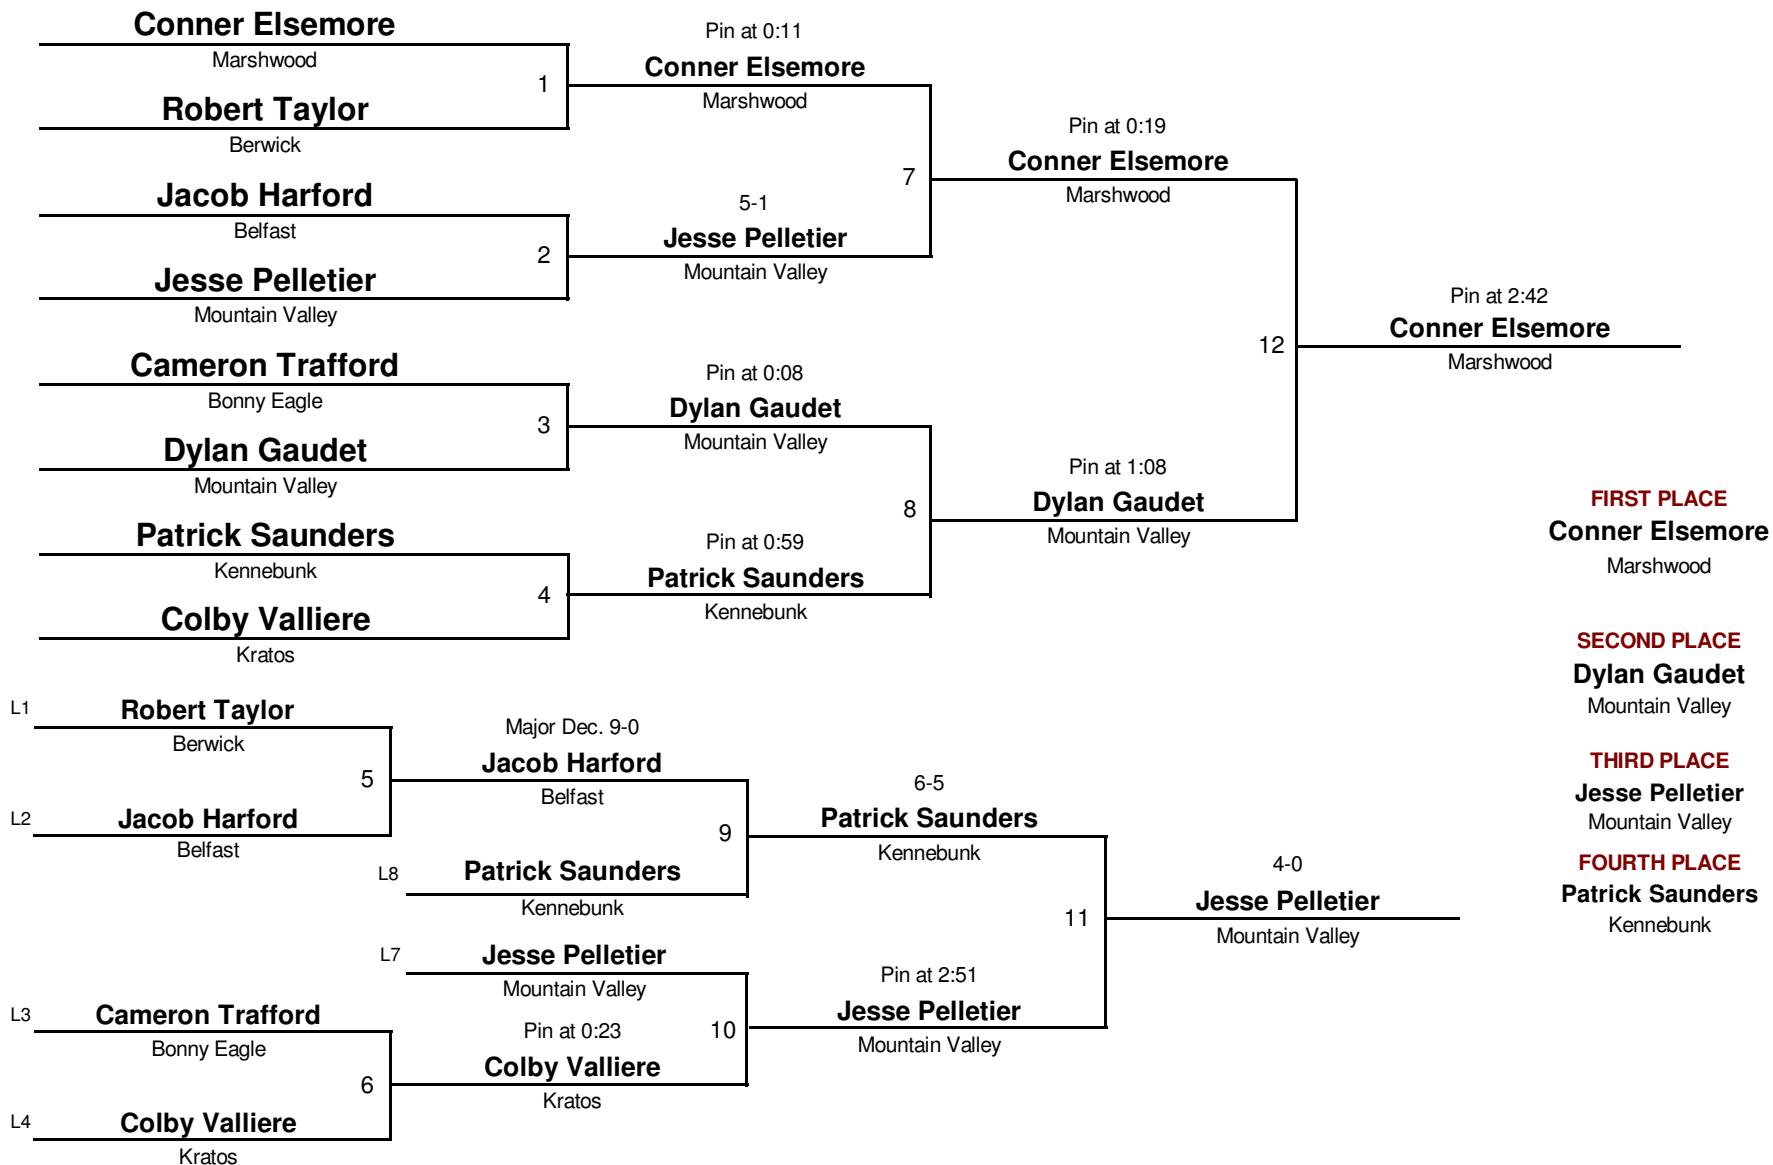 Conner Elsemore
Marshwood
1
Robert Taylor
Berwick
Pin at 0:11
Conner Elsemore
Marshwood
Jacob Harford
Belfast
2
Jesse Pelletier
Mountain Valley
5-1
Jesse Pelletier
Mountain Valley
7
Pin at 0:19
Conner Elsemore
Marshwood
Cameron Trafford
Bonny Eagle
3
Dylan Gaudet
Mountain Valley
Pin at 0:08
Dylan Gaudet
Mountain Valley
Patrick Saunders
Kennebunk
4
Colby Valliere
Kratos
Pin at 0:59
Patrick Saunders
Kennebunk
8
Pin at 1:08
Dylan Gaudet
Mountain Valley
12
Pin at 2:42
Conner Elsemore
Marshwood
FIRST PLACE
Conner Elsemore
Marshwood
SECOND PLACE
Dylan Gaudet
Mountain Valley
THIRD PLACE
Jesse Pelletier
Mountain Valley
FOURTH PLACE
Patrick Saunders
Kennebunk
L1 Robert Taylor
Berwick
5
L2 Jacob Harford
Belfast
Major Dec. 9-0
Jacob Harford
Belfast
9
L8 Patrick Saunders
Kennebunk
6-5
Patrick Saunders
Kennebunk
L7 Jesse Pelletier
Mountain Valley
L3 Cameron Trafford
Bonny Eagle
6
L4 Colby Valliere
Kratos
Pin at 0:23
Colby Valliere
Kratos
10
Pin at 2:51
Jesse Pelletier
Mountain Valley
11
4-0
Jesse Pelletier
Mountain Valley